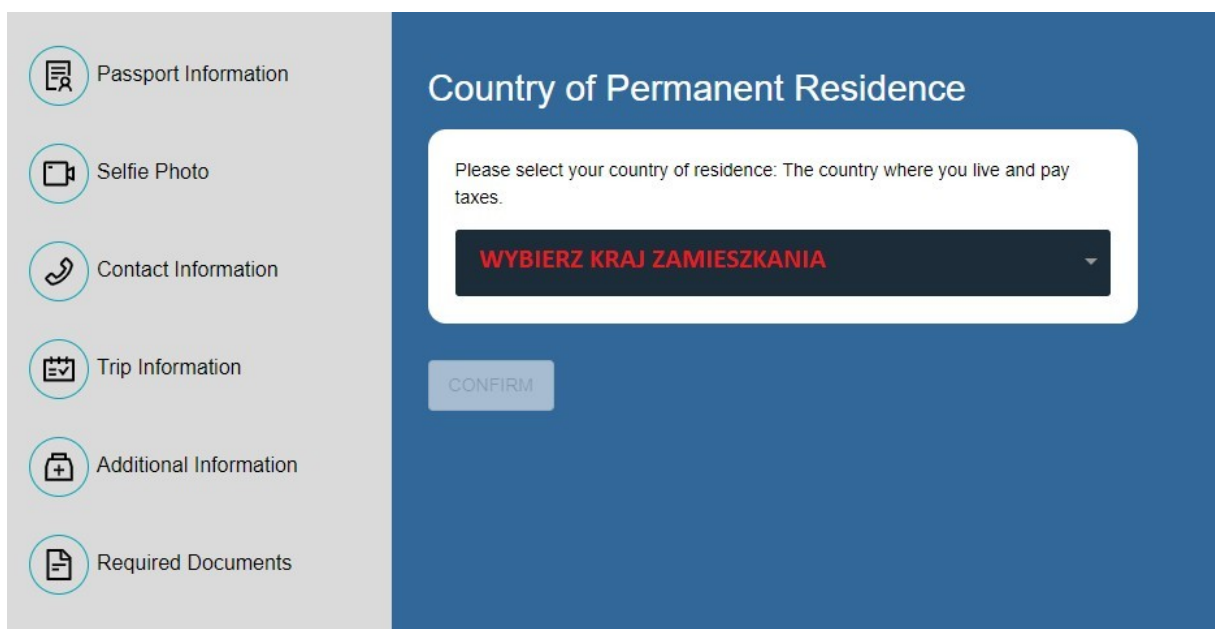 Passport Information
Selfie Photo
Contact Information
Trip Information
Additional Information
Required Documents
Country of Permanent Residence
Please select your country of residence: The country where you live and pay
taxes.
WYBIERZ KRAJ ZAMIESZKANIA
CONFIRM